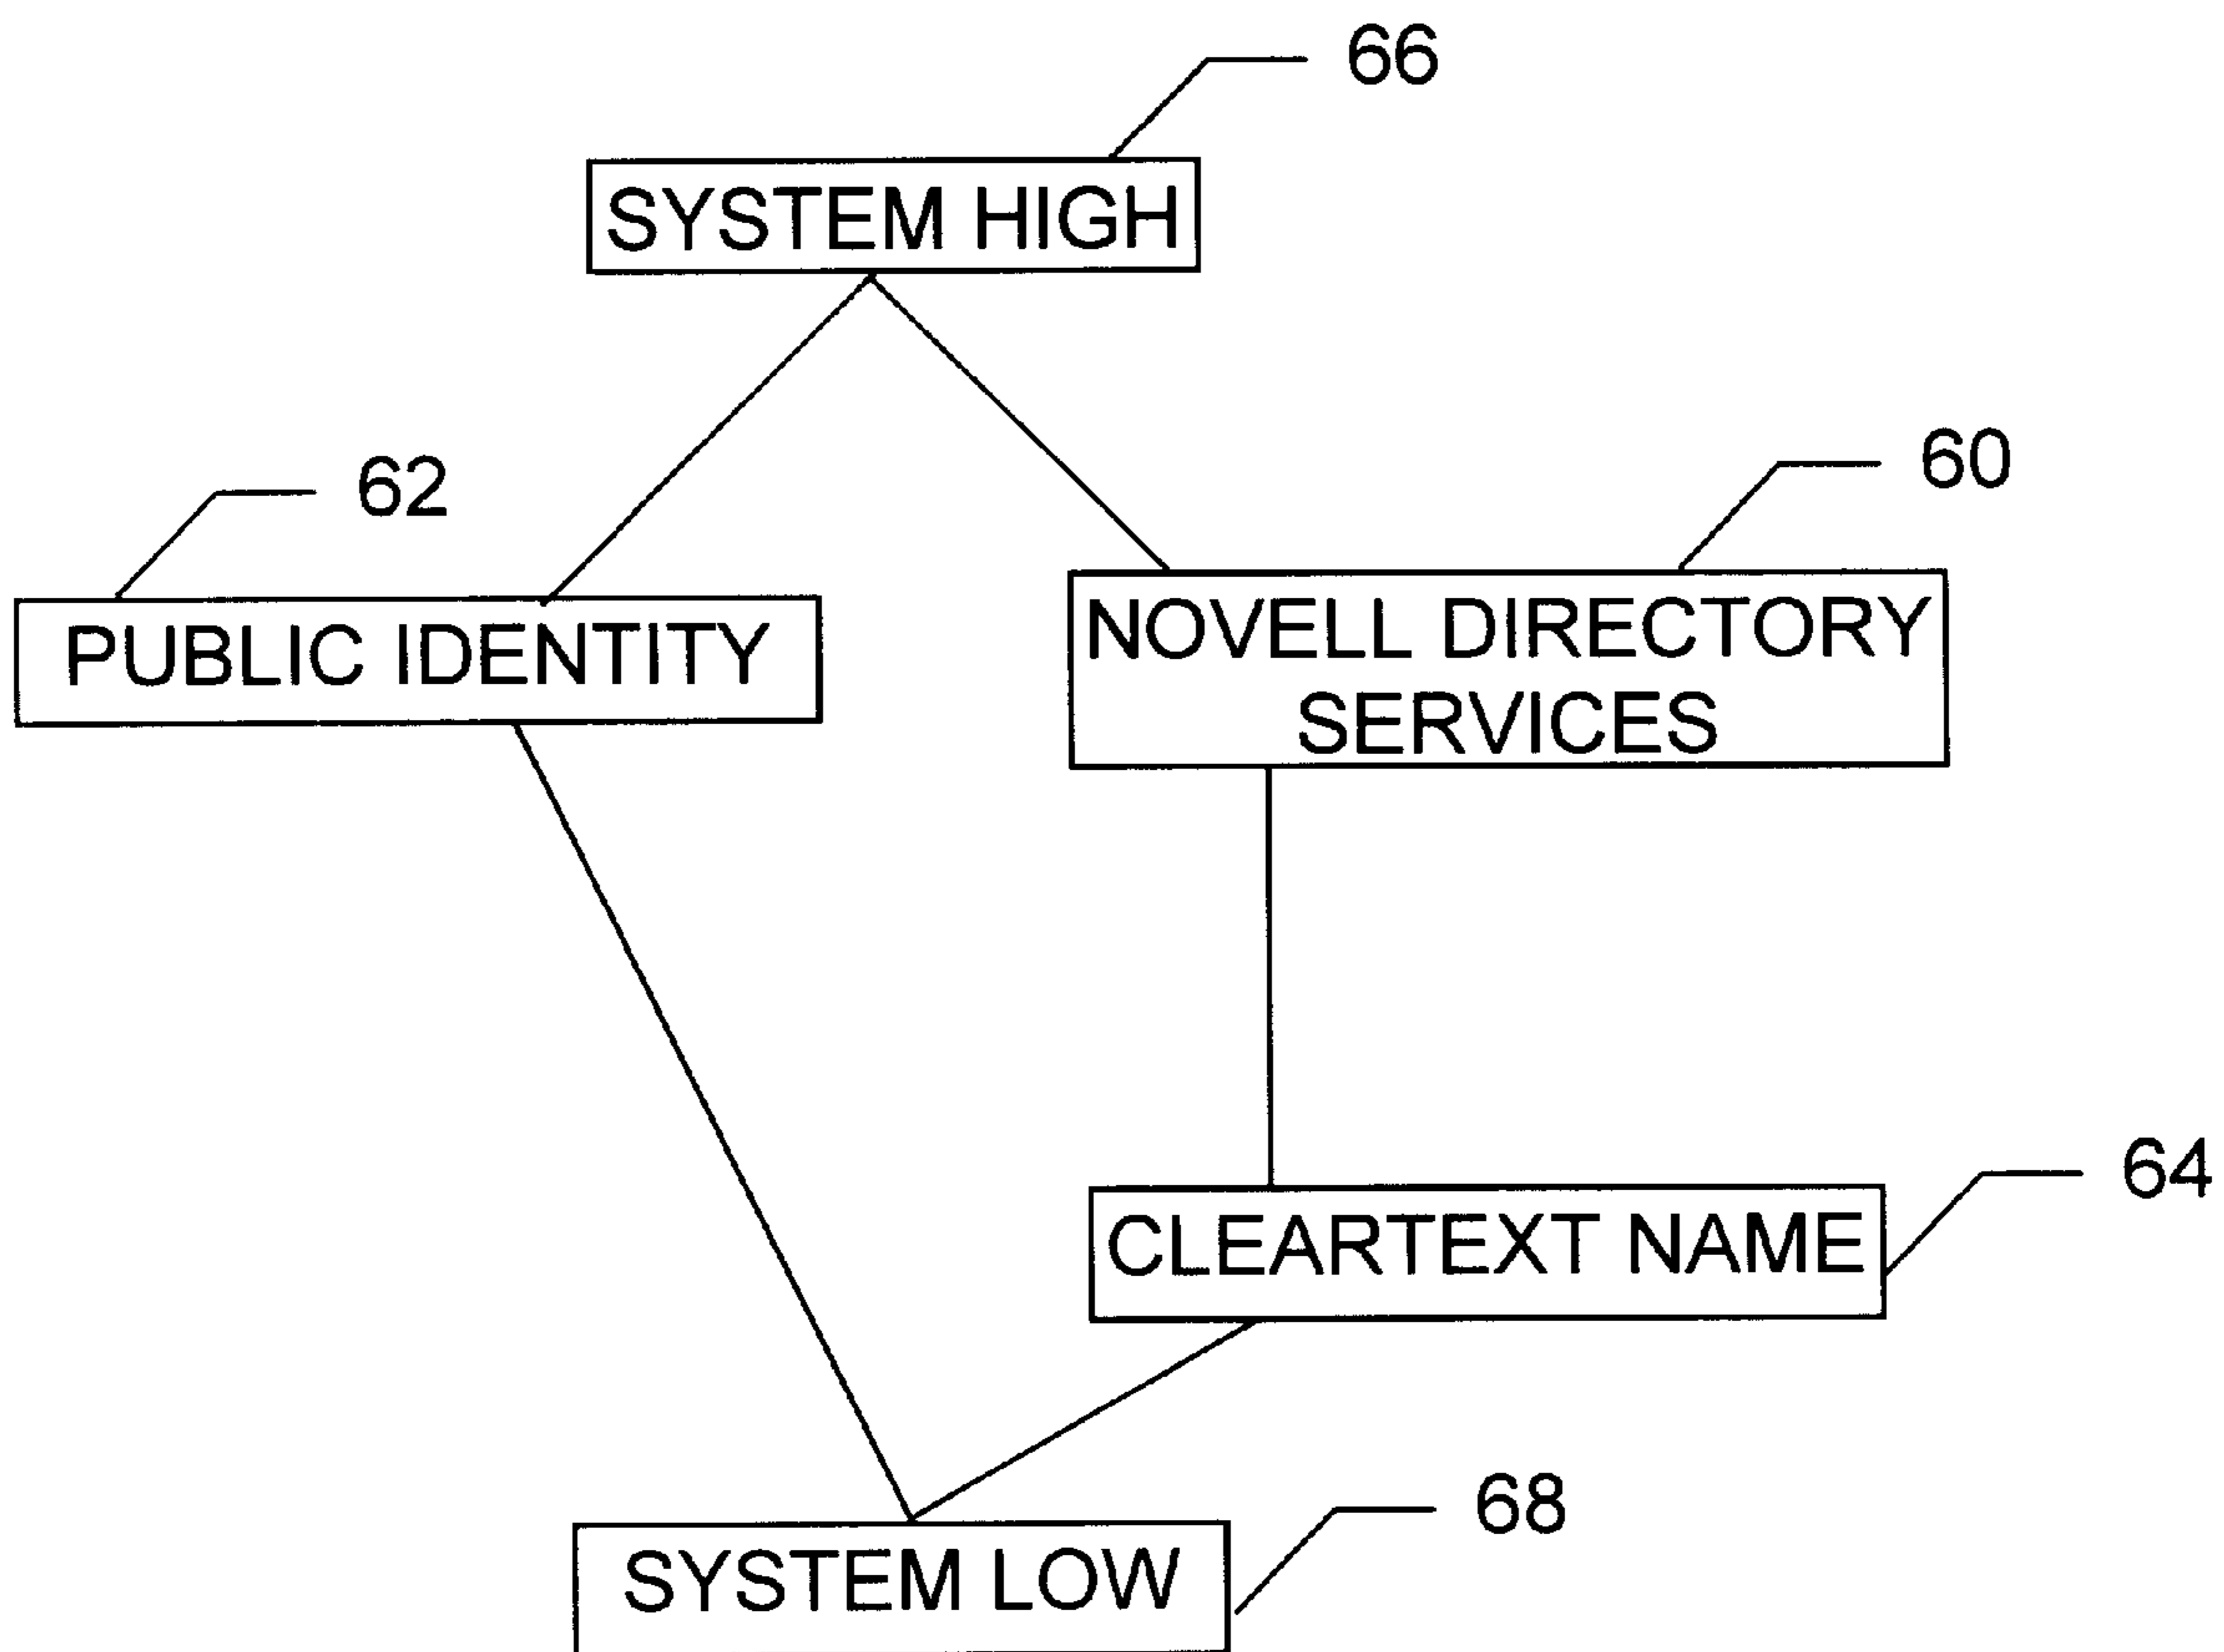 66
SYSTEM HIGH
62
60
PUBLIC IDENTITY
NOVELL DIRECTORY
SERVICES
64
CLEARTEXT NAME
68
SYSTEM LOW